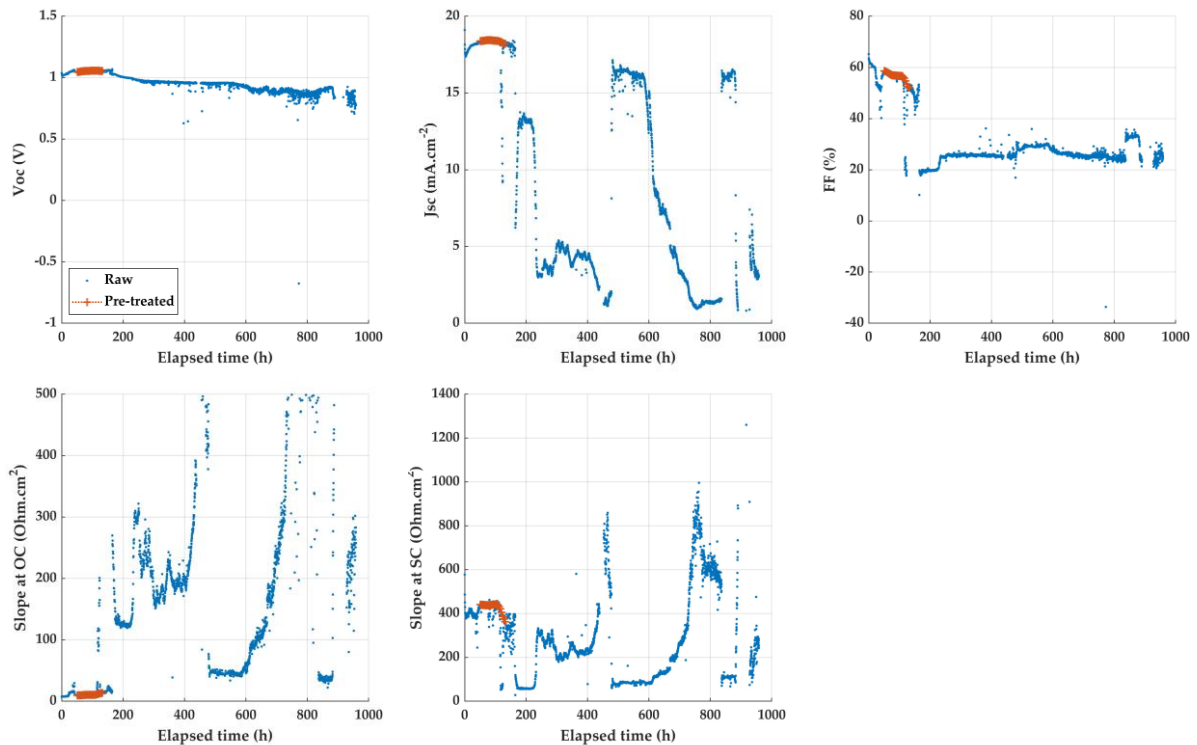 1
0.5
0
-0.5
-1
Voc (V)
Raw
Pre-treated
0 200 400 600 800 1000
Elapsed time (h)
20
15
10
5
0
Jsc (mA.cm-2)
0 200 400 600 800 1000
Elapsed time (h)
80
60
40
20
0
-20
-40
FF (%)
0 200 400 600 800 1000
Elapsed time (h)
500
400
300
200
100
0
Slope at OC (Ohm.cm2)
0 200 400 600 800 1000
Elapsed time (h)
1400
1200
1000
800
600
400
200
0
Slope at SC (Ohm.cm2)
0 200 400 600 800 1000
Elapsed time (h)